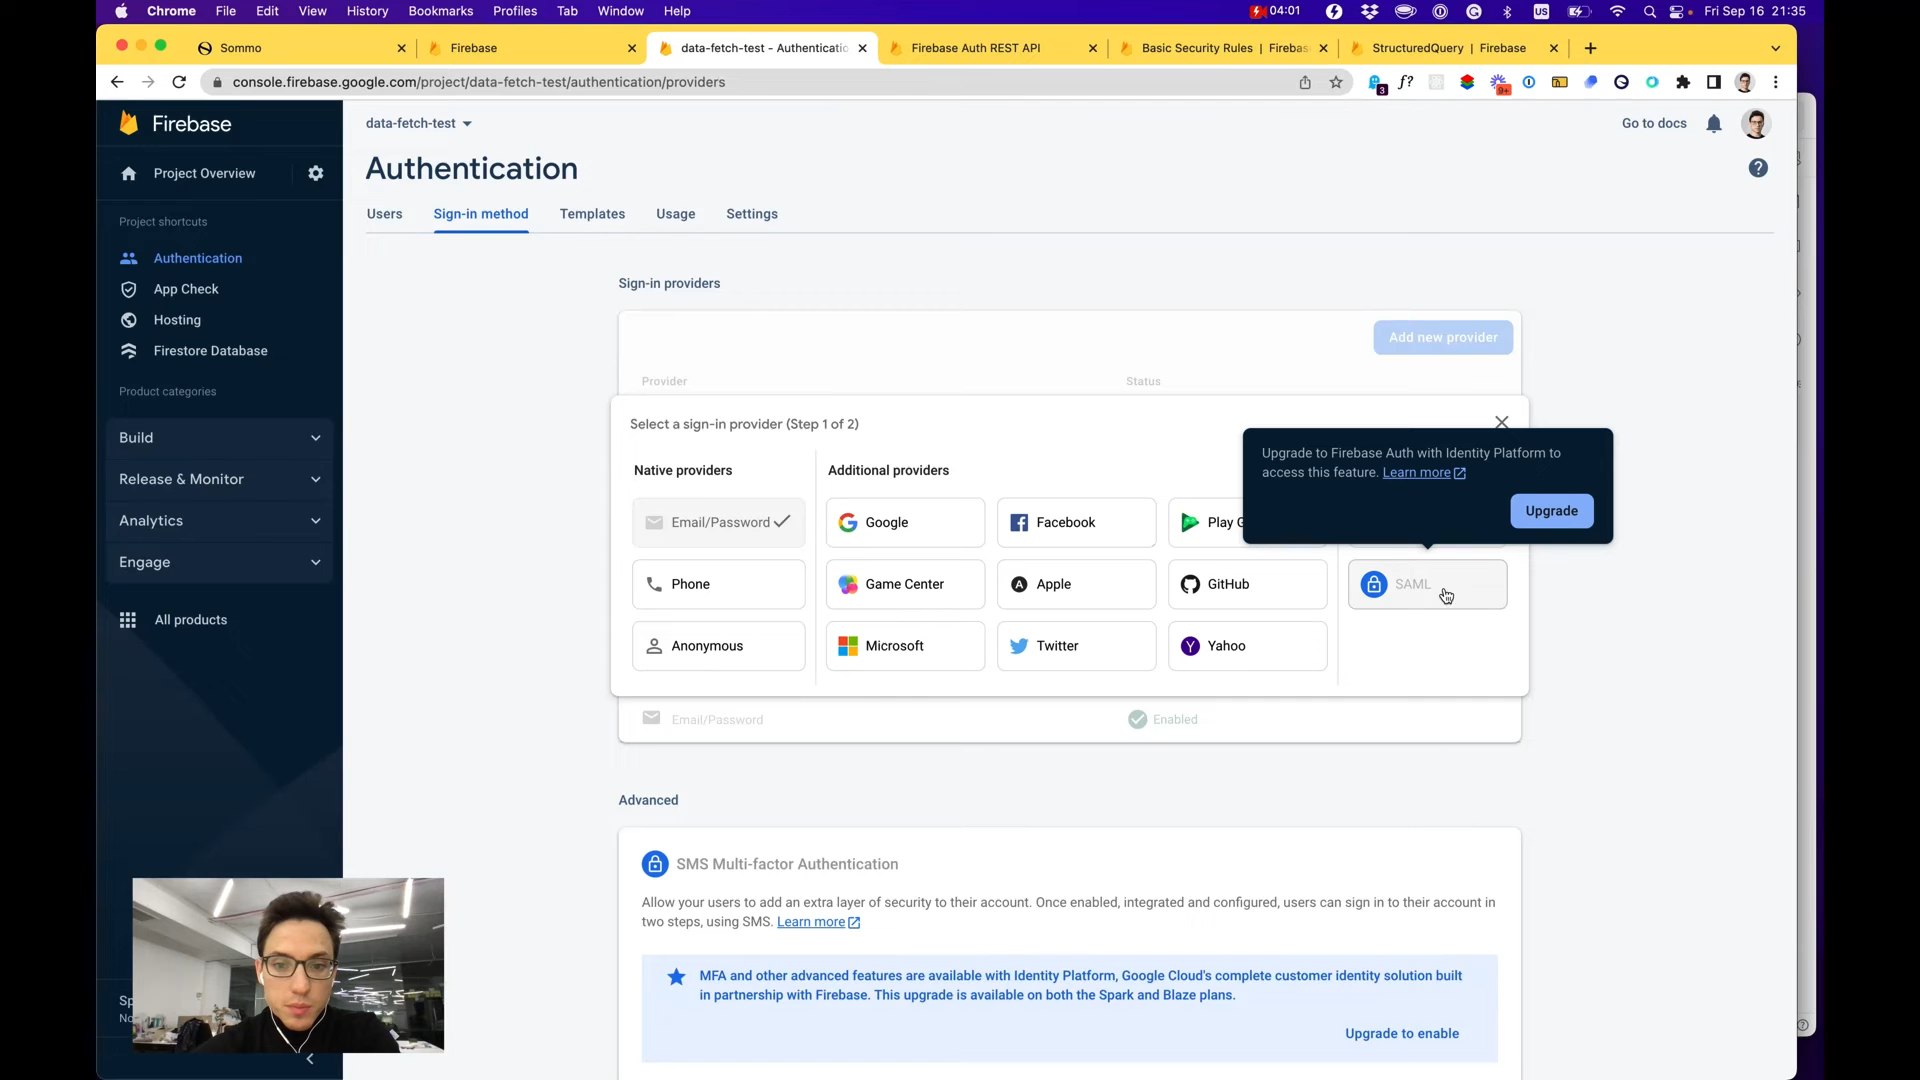 Chrome File Edit View History Bookmarks Profiles Tab Window Help 04:01 US Fri Sep 16 21:35
Sommo Firebase data-fetch-test - Authenticatio Firebase Auth REST API Basic Security Rules | Firebas StructuredQuery | Firebase
console.firebase.google.com/project/data-fetch-test/authentication/providers 3 f? 9+
Firebase
data-fetch-test
Go to docs
Project Overview
Authentication
Project shortcuts
Users Sign-in method Templates Usage Settings
Authentication
App Check
Hosting
Firestore Database
Product categories
Build
Release & Monitor
Analytics
Engage
All products
Sp
No
Sign-in providers
Add new provider
Provider Status
Select a sign-in provider (Step 1 of 2)
Native providers Additional providers
Upgrade to Firebase Auth with Identity Platform to
access this feature. Learn more
Upgrade
Email/Password Google Facebook Play G
Phone Game Center Apple GitHub SAML
Anonymous Microsoft Twitter Yahoo
Email/Password Enabled
Advanced
SMS Multi-factor Authentication
Allow your users to add an extra layer of security to their account. Once enabled, integrated and configured, users can sign in to their account in
two steps, using SMS. Learn more
MFA and other advanced features are available with Identity Platform, Google Cloud's complete customer identity solution built
in partnership with Firebase. This upgrade is available on both the Spark and Blaze plans.
Upgrade to enable